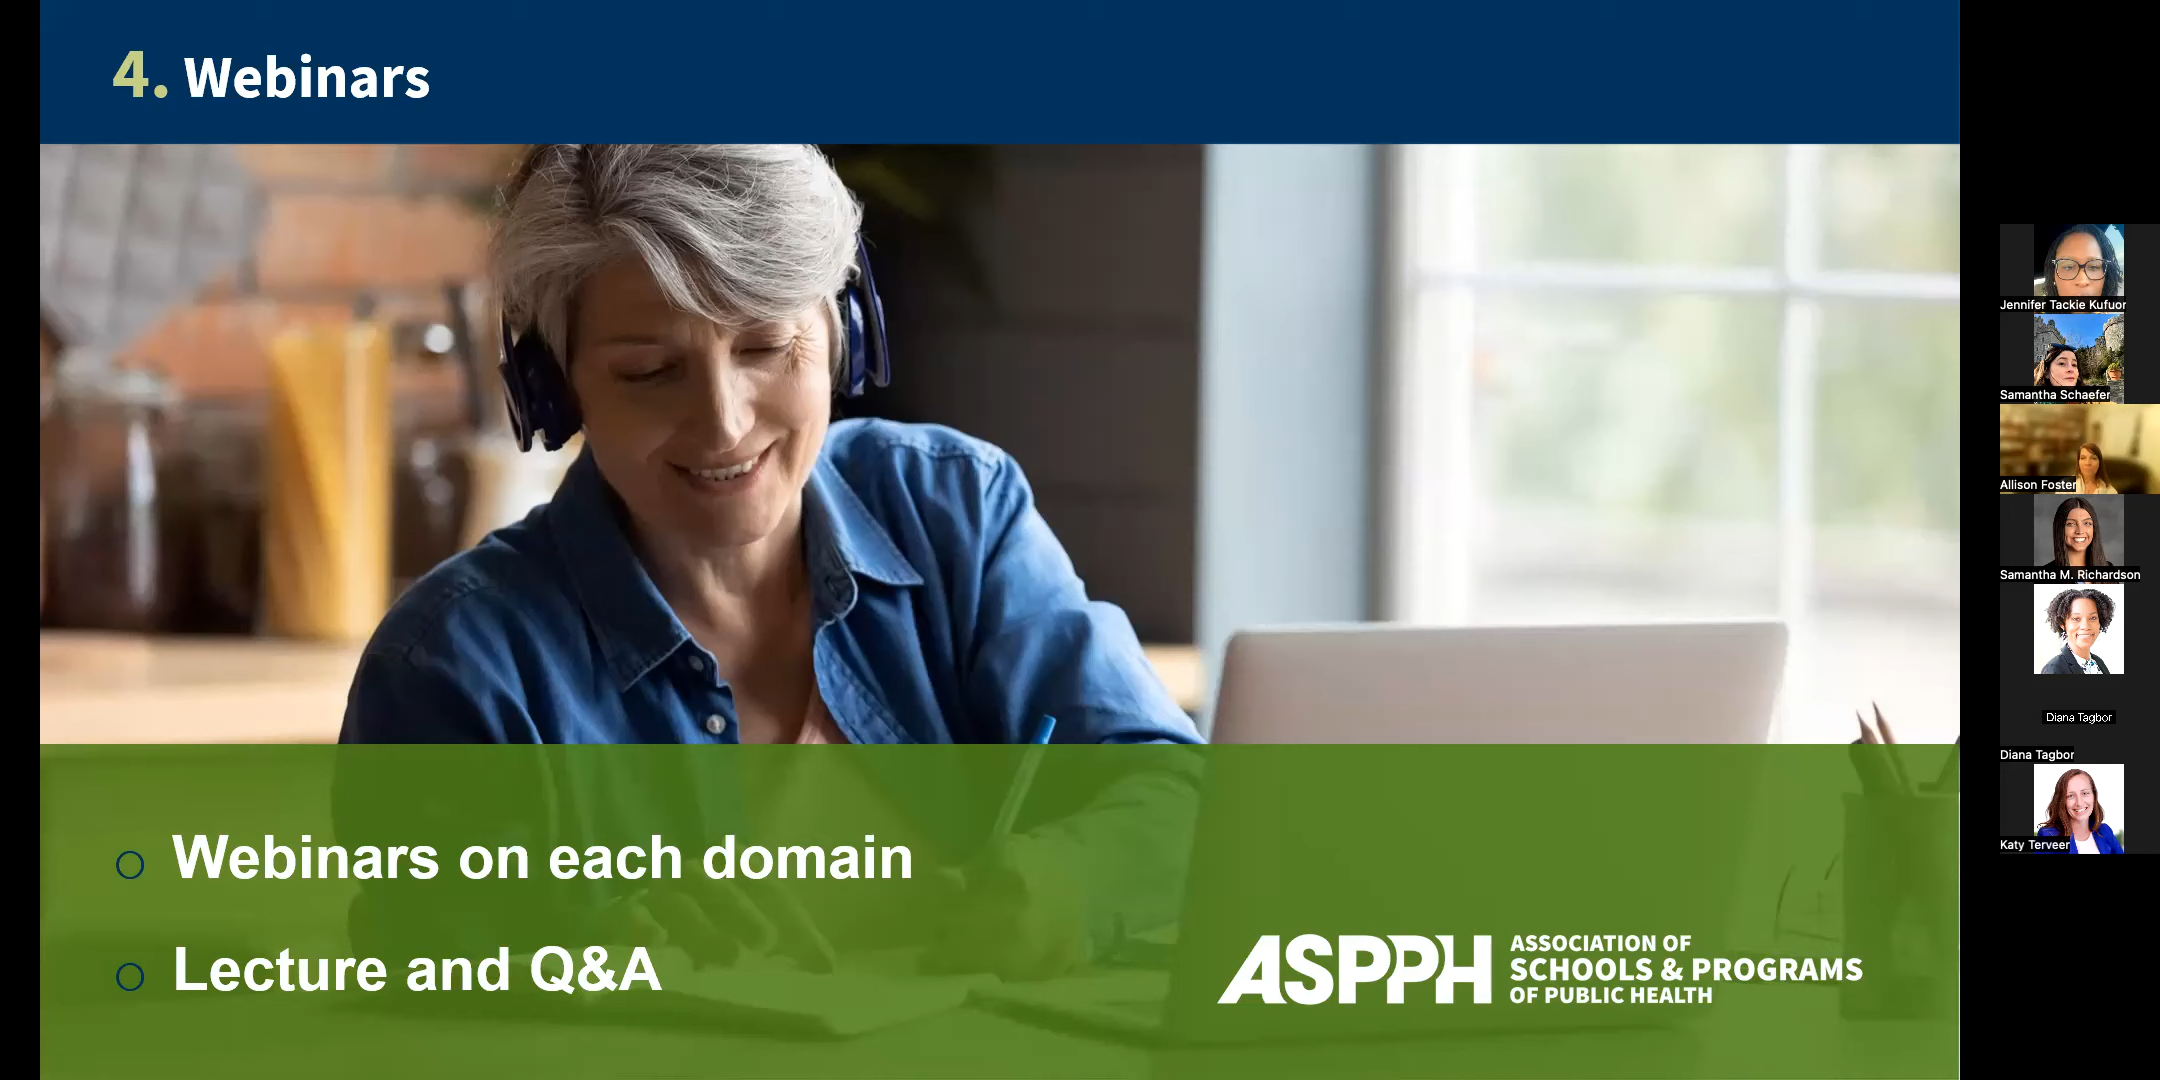 4. Webinars
Webinars on each domain
Lecture and Q&A
ASPPH
ASSOCIATION OF
SCHOOLS & PROGRAMS
OF PUBLIC HEALTH
Jennifer Tackie Kufuor
Samantha Schaefer
Allison Foster
Samantha M. Richardson
Diana Tagbor
Diana Tagbor
Katy Terveer